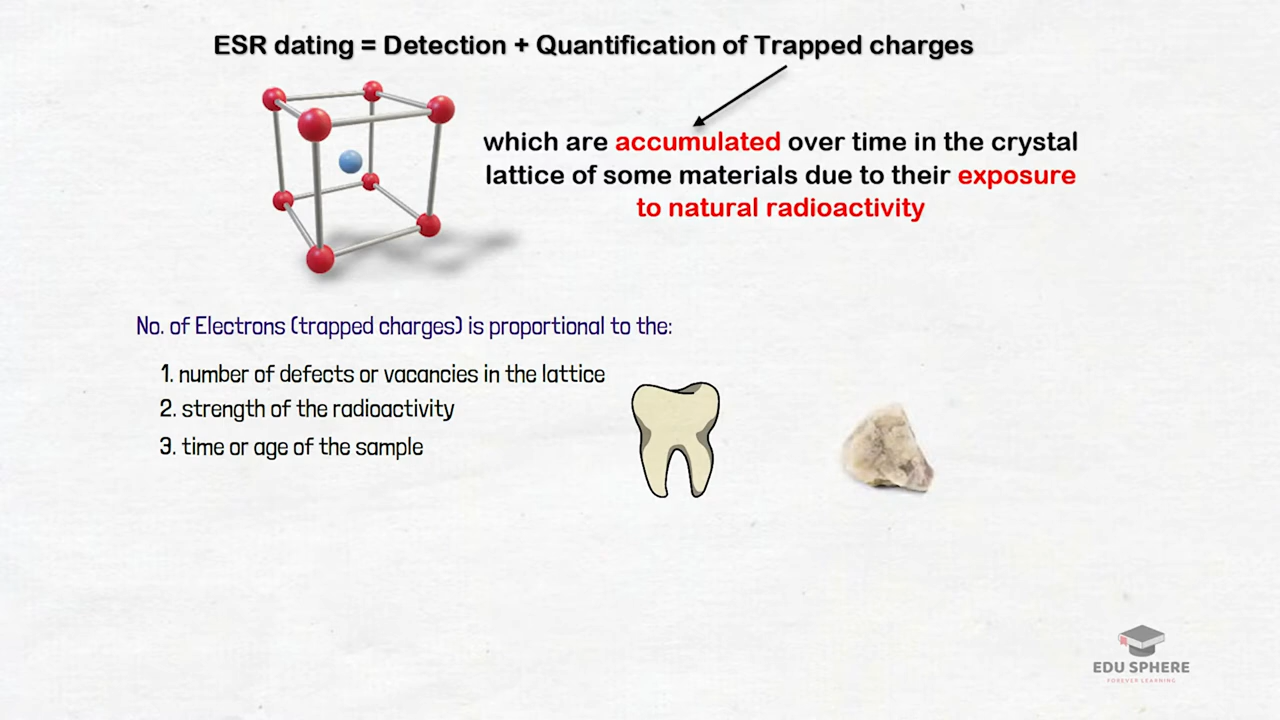 ESR dating = Detection + Quantification of Trapped charges
which are accumulated over time in the crystal
lattice of some materials due to their exposure
to natural radioactivity
No. of Electrons (trapped charges) is proportional to the:
1. number of defects or vacancies in the lattice
2. strength of the radioactivity
3. time or age of the sample
EDU SPHERE
FOREVER LEARNING